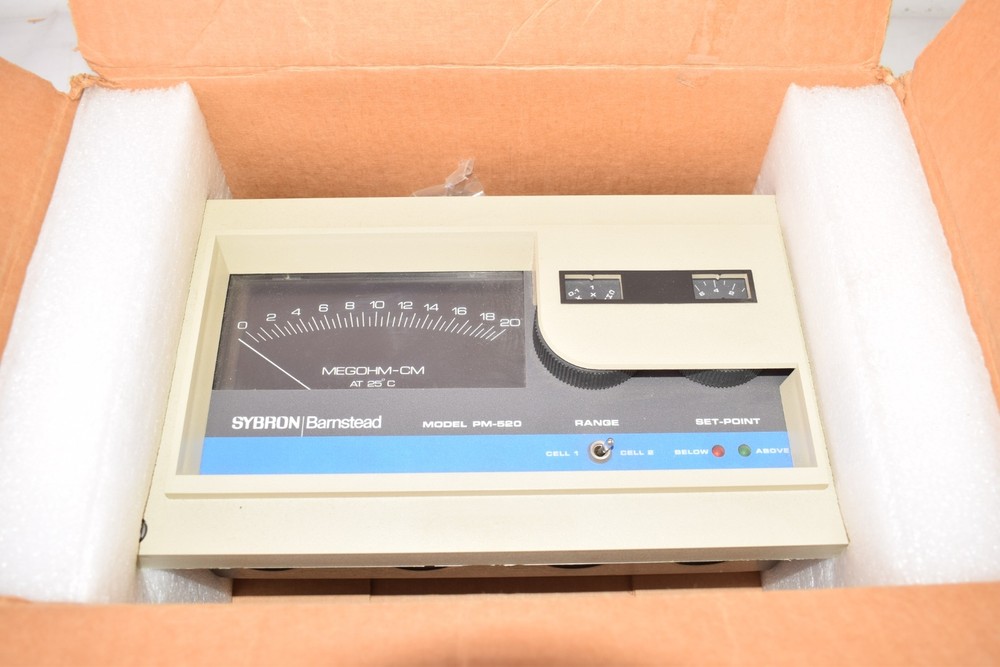 0 2 4 6 8 10 12 14 16 18 20
MEGOHM-CM
AT 25°C
SYBRON | Barnstead MODEL PM-520 RANGE SET-POINT
CELL 1 CELL 2 BELOW ABOVE